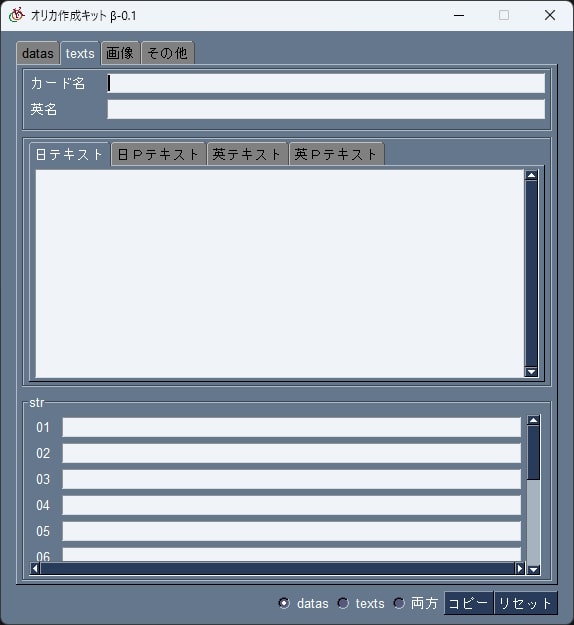 オリカ作成キット β-0.1
datas texts 画像 その他
カード名
英名
日テキスト 日Ｐテキスト 英テキスト 英Ｐテキスト
str
01
02
03
04
05
06
datas texts 両方 コピー リセット